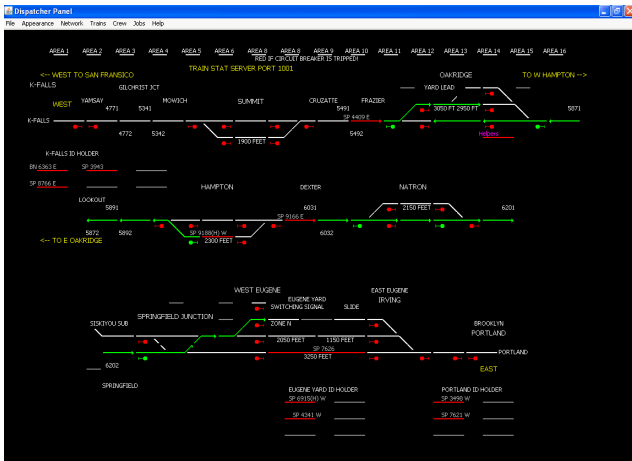 Dispatcher Panel
File Appearance Network Trains Crew Jobs Help
AREA 1 AREA 2 AREA 3 AREA 4 AREA 5 AREA 6 AREA 8 AREA 8 AREA 9 AREA 10 AREA 11 AREA 12 AREA 13 AREA 14 AREA 15 AREA 16
RED IF CIRCUIT BREAKER IS TRIPPED!
TRAIN STAT SERVER PORT 1001
<-- WEST TO SAN FRANSICO
OAKRIDGE
TO W HAMPTON -->
K-FALLS
GILCHRIST JCT
YARD LEAD
WEST
YAMSAY
MOWICH
SUMMIT
CRUZATTE
FRAZIER
4771
5341
5491
3050 FT
2950 FT
5871
K-FALLS
SP 4409 E
4772
5342
1900 FEET
5492
Helpers
K-FALLS ID HOLDER
BN 6363 E
SP 3943
SP 8766 E
HAMPTON
DEXTER
NATRON
LOOKOUT
5891
6031
2150 FEET
6201
SP 9166 E
5872
5892
SP 9188(H) W
6032
<-- TO E OAKRIDGE
2300 FEET
WEST EUGENE
EAST EUGENE
EUGENE YARD
IRVING
SWITCHING SIGNAL
SLIDE
SPRINGFIELD JUNCTION
SISKIYOU SUB
ZONE N
BROOKLYN
PORTLAND
2050 FEET
1150 FEET
SP 7626
PORTLAND
3250 FEET
6202
EAST
SPRINGFIELD
EUGENE YARD ID HOLDER
PORTLAND ID HOLDER
SP 6915(H) W
SP 3498 W
SP 4341 W
SP 7621 W